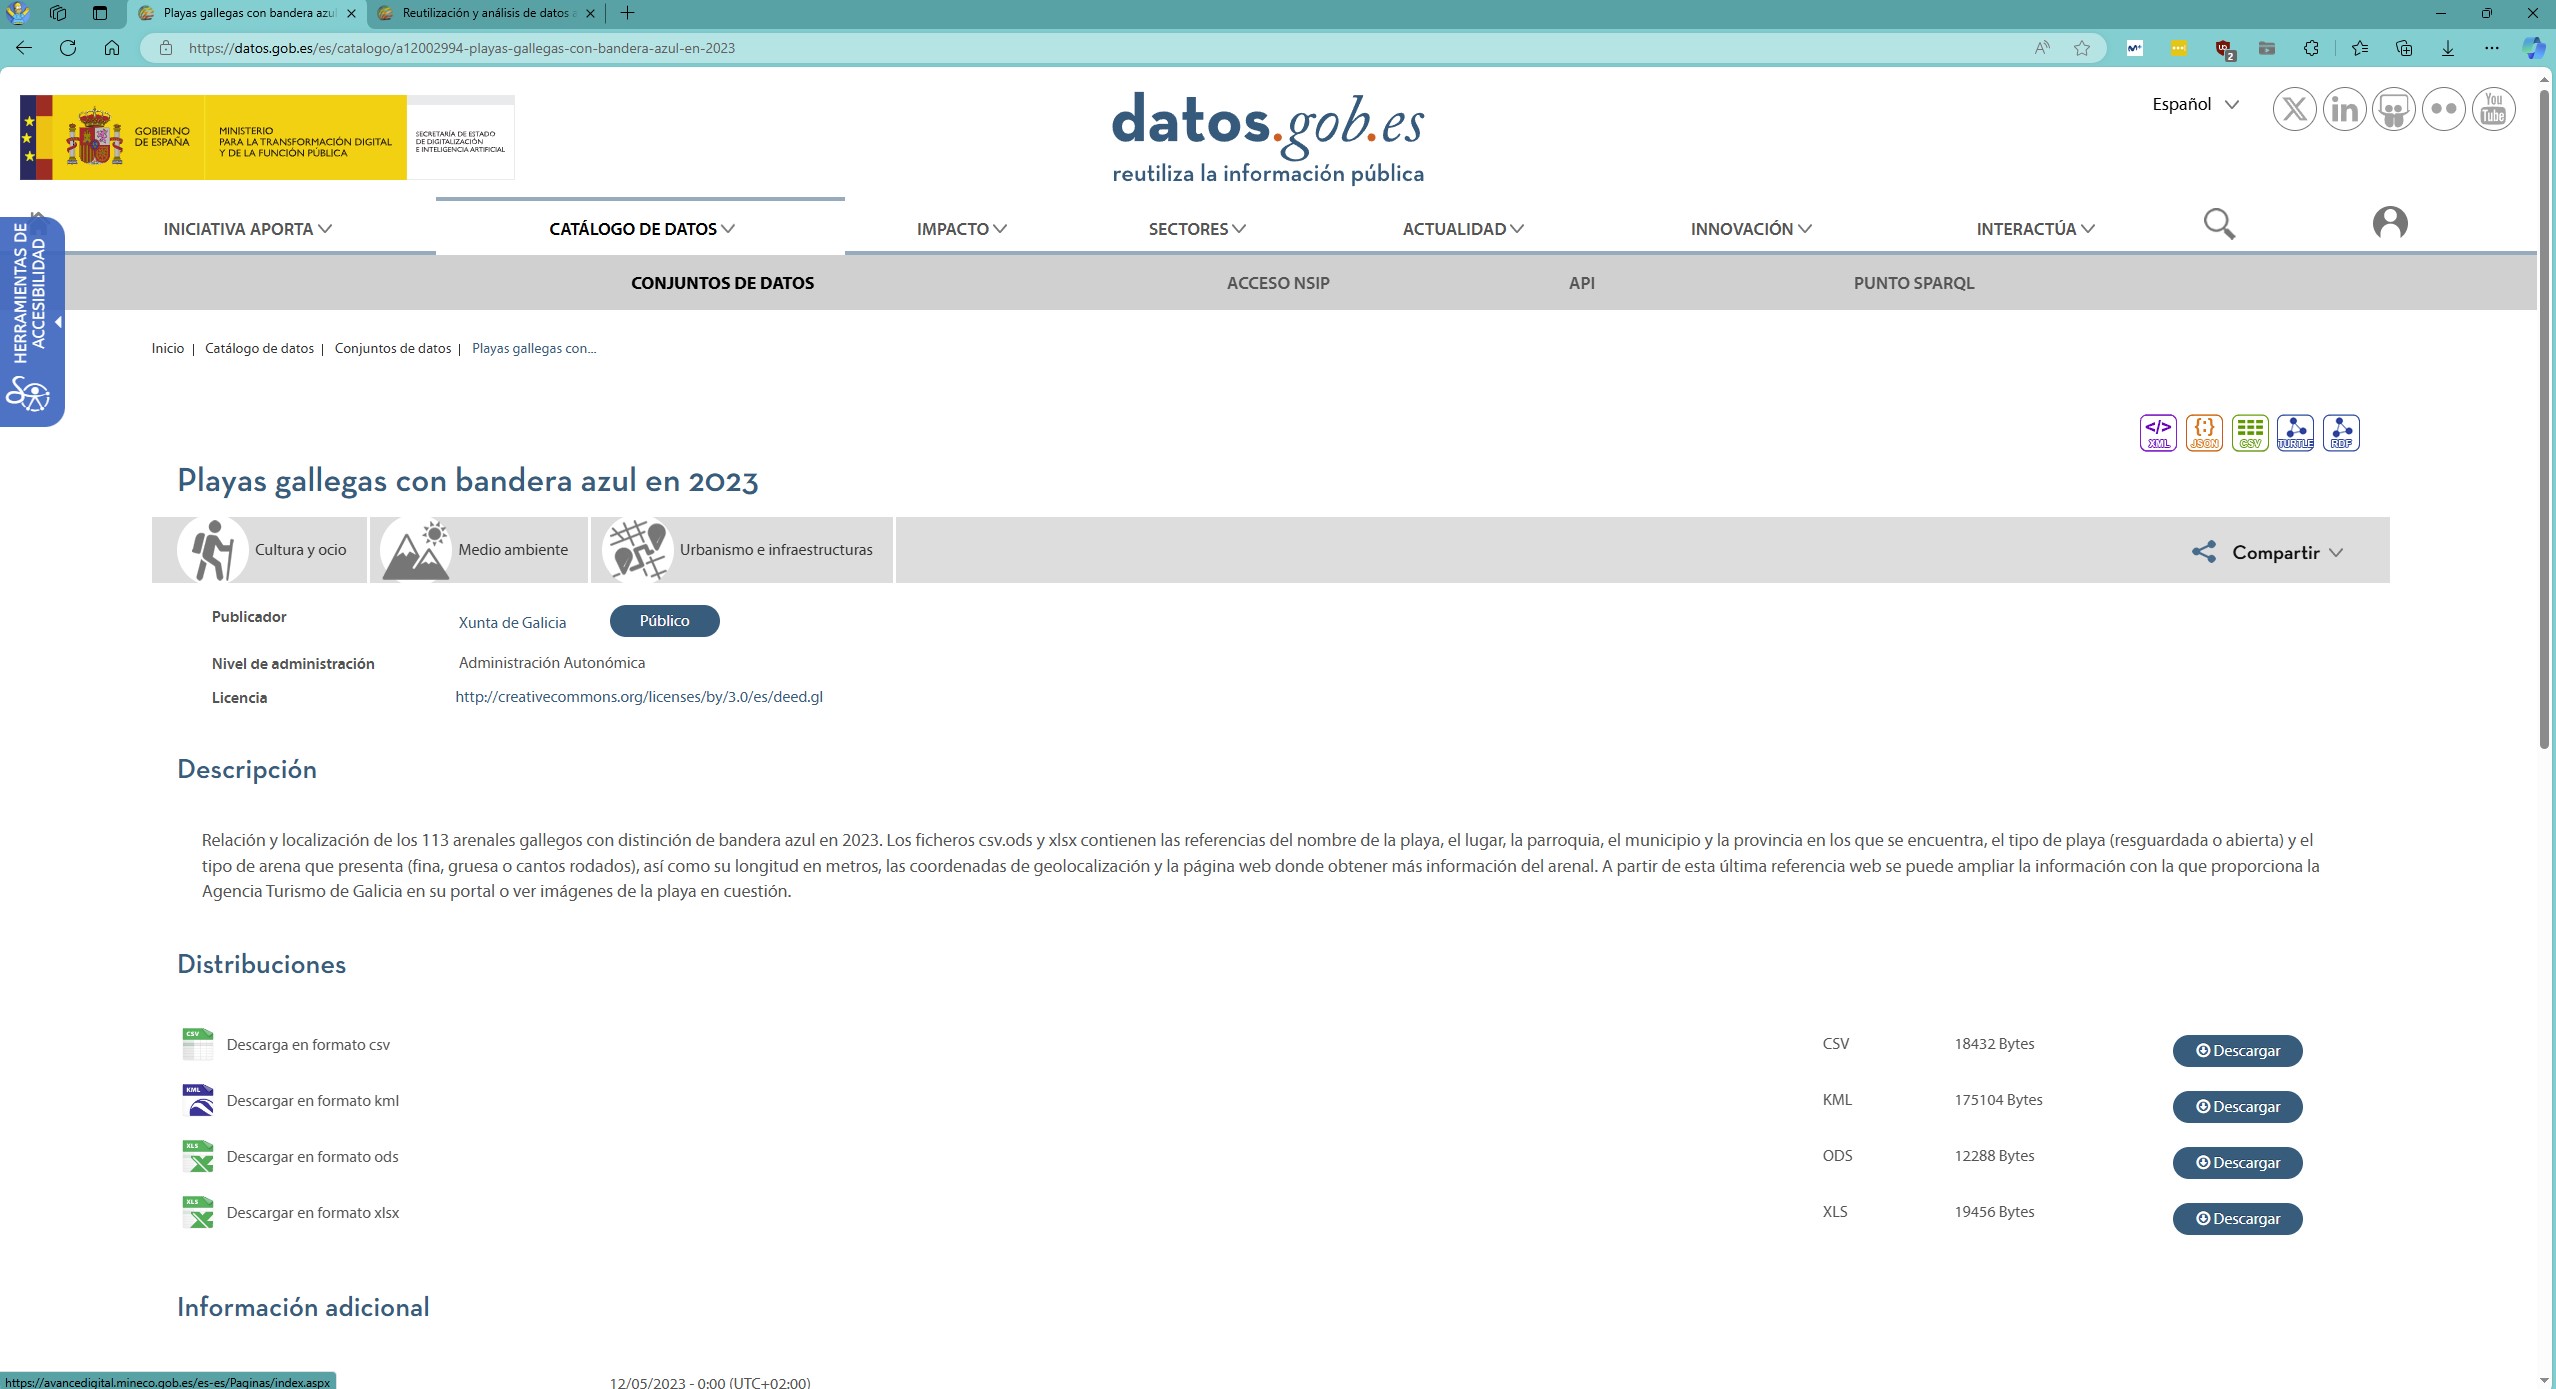 Playas gallegas con bandera azul
Reutilización y análisis de datos a
https://datos.gob.es/es/catalogo/a12002994-playas-gallegas-con-bandera-azul-en-2023
2
GOBIERNO
DE ESPAÑA
MINISTERIO
PARA LA TRANSFORMACIÓN DIGITAL
Y DE LA FUNCIÓN PÚBLICA
SECRETARÍA DE ESTADO
DE DIGITALIZACIÓN
E INTELIGENCIA ARTIFICIAL
datos.gob.es
reutiliza la información pública
Español
You
Tube
INICIATIVA APORTA
CATÁLOGO DE DATOS
IMPACTO
SECTORES
ACTUALIDAD
INNOVACIÓN
INTERACTÚA
HERRAMIENTAS DE
ACCESIBILIDAD
CONJUNTOS DE DATOS
ACCESO NSIP
API
PUNTO SPARQL
Inicio | Catálogo de datos | Conjuntos de datos | Playas gallegas con...
XML
JSON
CSV
TURTLE
RDF
Playas gallegas con bandera azul en 2023
Cultura y ocio
Medio ambiente
Urbanismo e infraestructuras
Compartir
Publicador
Xunta de Galicia
Público
Nivel de administración
Administración Autonómica
Licencia
http://creativecommons.org/licenses/by/3.0/es/deed.gl
Descripción
Relación y localización de los 113 arenales gallegos con distinción de bandera azul en 2023. Los ficheros csv.ods y xlsx contienen las referencias del nombre de la playa, el lugar, la parroquia, el municipio y la provincia en los que se encuentra, el tipo de playa (resguardada o abierta) y el
tipo de arena que presenta (fina, gruesa o cantos rodados), así como su longitud en metros, las coordenadas de geolocalización y la página web donde obtener más información del arenal. A partir de esta última referencia web se puede ampliar la información con la que proporciona la
Agencia Turismo de Galicia en su portal o ver imágenes de la playa en cuestión.
Distribuciones
CSV
Descarga en formato csv
CSV
18432 Bytes
Descargar
KML
Descargar en formato kml
KML
175104 Bytes
Descargar
XLS
Descargar en formato ods
ODS
12288 Bytes
Descargar
XLS
Descargar en formato xlsx
XLS
19456 Bytes
Descargar
Información adicional
12/05/2023 - 0:00 (UTC+02:00)
https://avancedigital.mineco.gob.es/es-es/Paginas/index.aspx